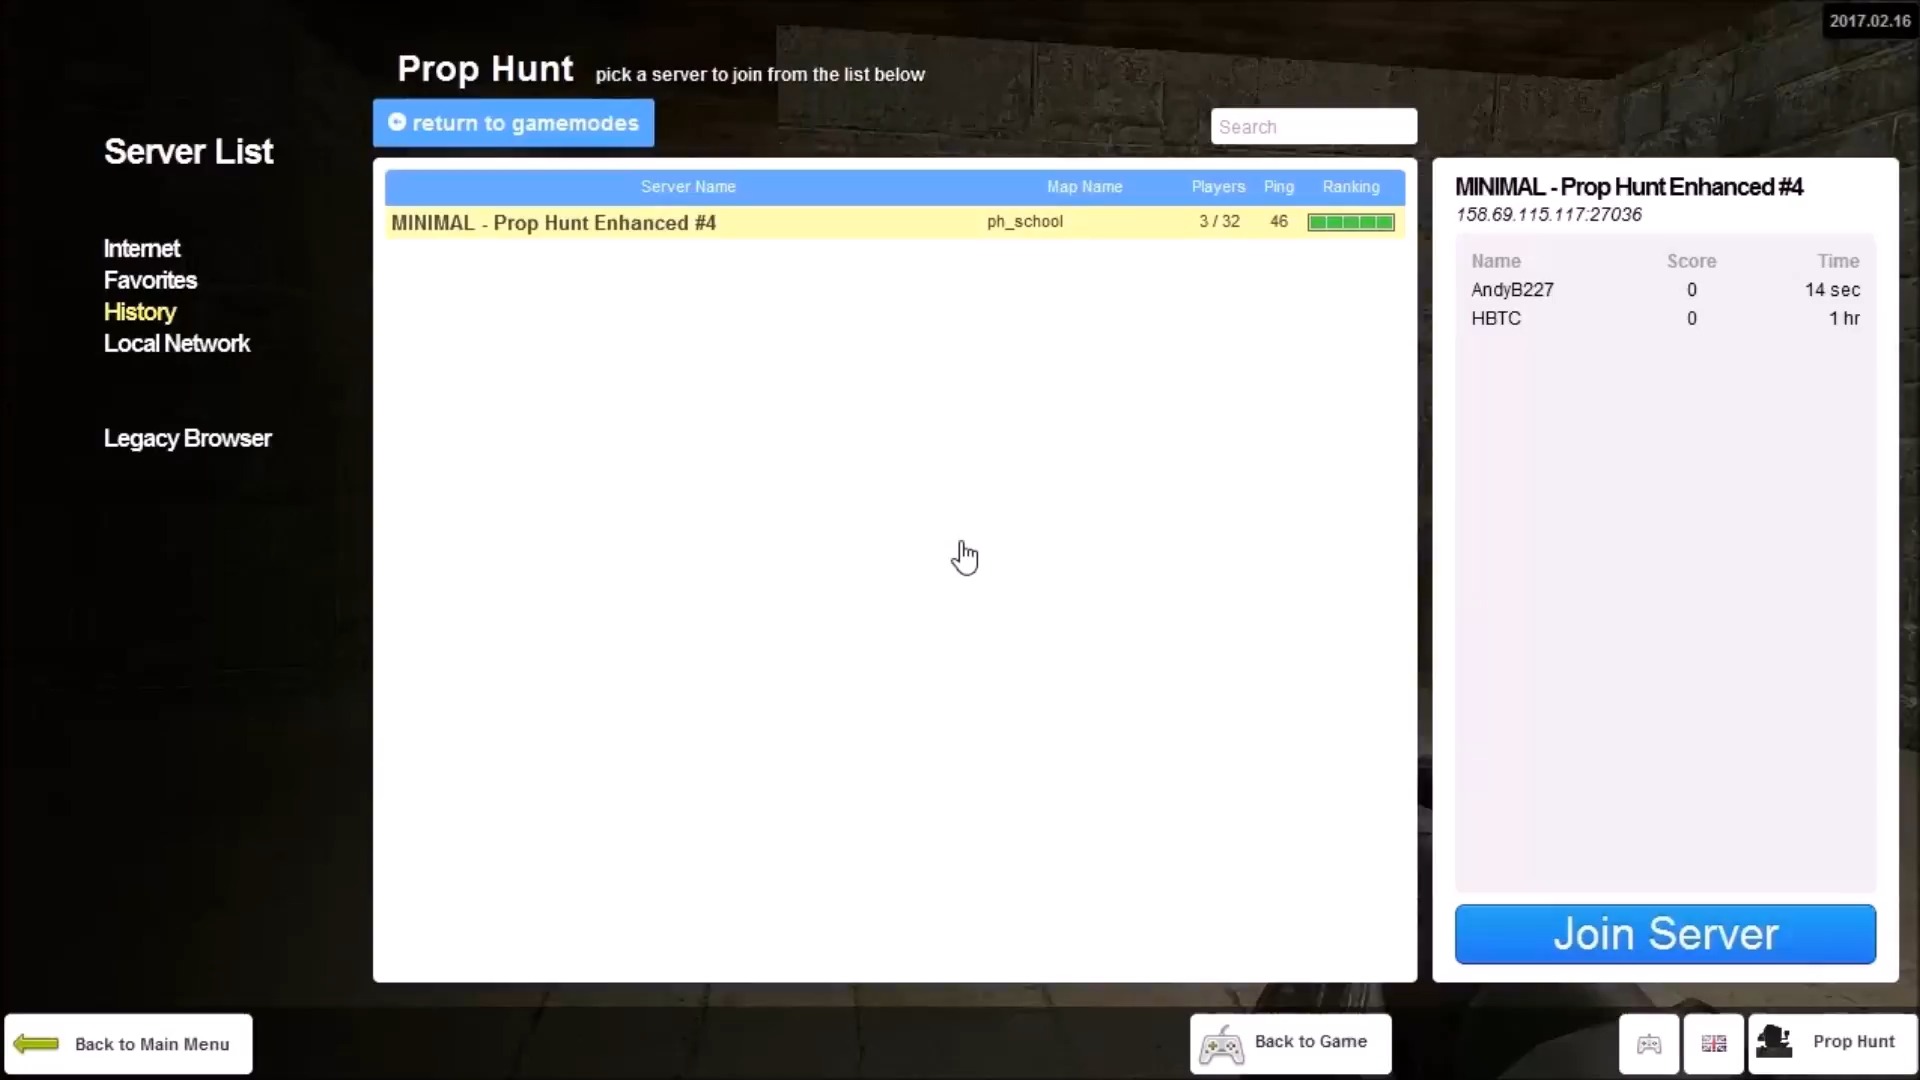 2017.02.16
Prop Hunt pick a server to join from the list below
return to gamemodes
Search
Server List
Internet
Favorites
History
Local Network
Legacy Browser
Server Name Map Name Players Ping Ranking
MINIMAL - Prop Hunt Enhanced #4 ph_school 3 / 32 46
MINIMAL - Prop Hunt Enhanced #4
158.69.115.117:27036
Name Score Time
AndyB227 0 14 sec
HBTC 0 1 hr
Join Server
Back to Main Menu
Back to Game
Prop Hunt